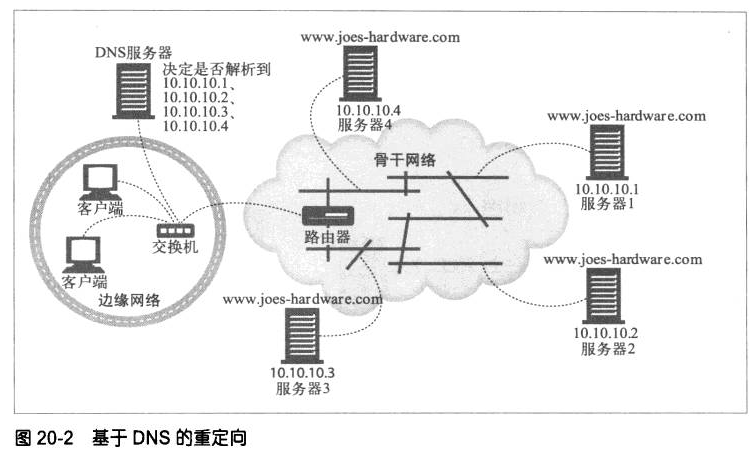 www.joes-hardware.com
DNS服务器
决定是否解析到
10.10.10.1、
10.10.10.2、
10.10.10.3、
10.10.10.4
10.10.10.4
服务器4
www.joes-hardware.com
骨干网络
10.10.10.1
服务器1
客户端
交换机
路由器
客户端
边缘网络
www.joes-hardware.com
www.joes-hardware.com
10.10.10.2
服务器2
10.10.10.3
服务器3
图 20-2 基于 DNS 的重定向